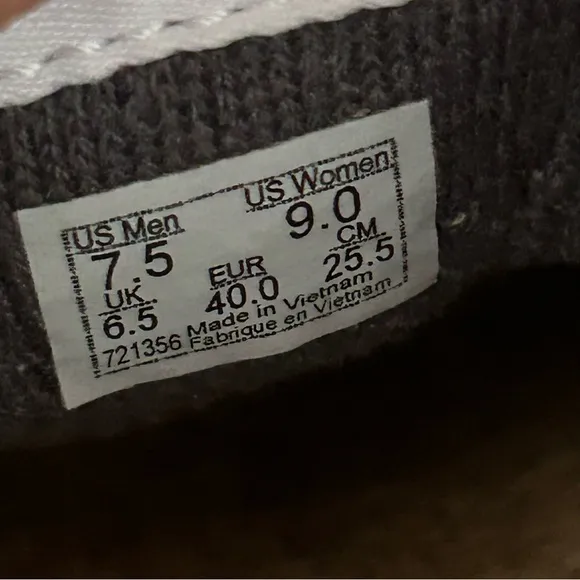 US Men US Women
7.5 9.0
UK EUR CM
6.5 40.0 25.5
721356 Made in Vietnam
Fabrique en Vietnam